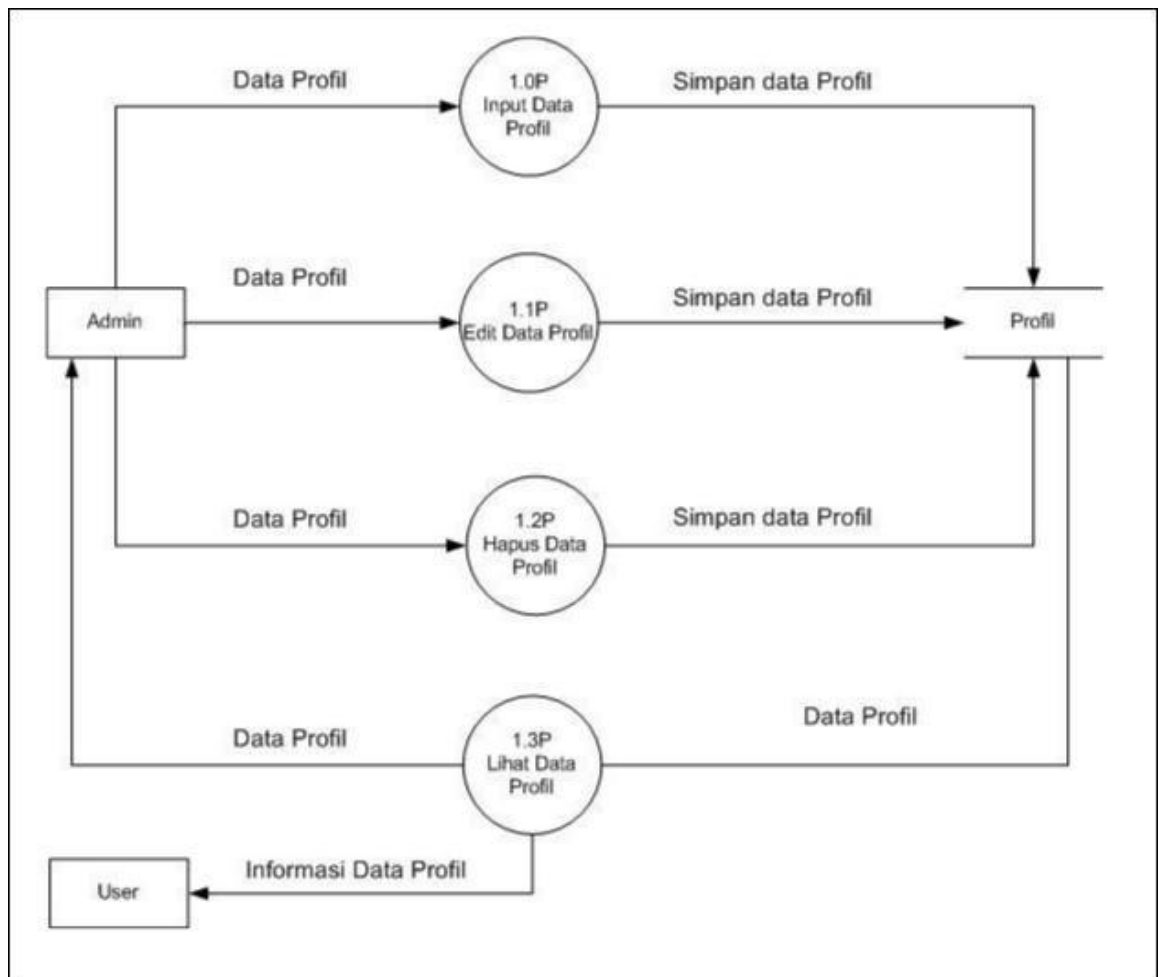 Data Profil
1.0P
Input Data
Profil
Simpan data Profil
Data Profil
Admin
1.1P
Edit Data Profil
Simpan data Profil
Profil
Data Profil
1.2P
Hapus Data
Profil
Simpan data Profil
Data Profil
1.3P
Lihat Data
Profil
Data Profil
User
Informasi Data Profil